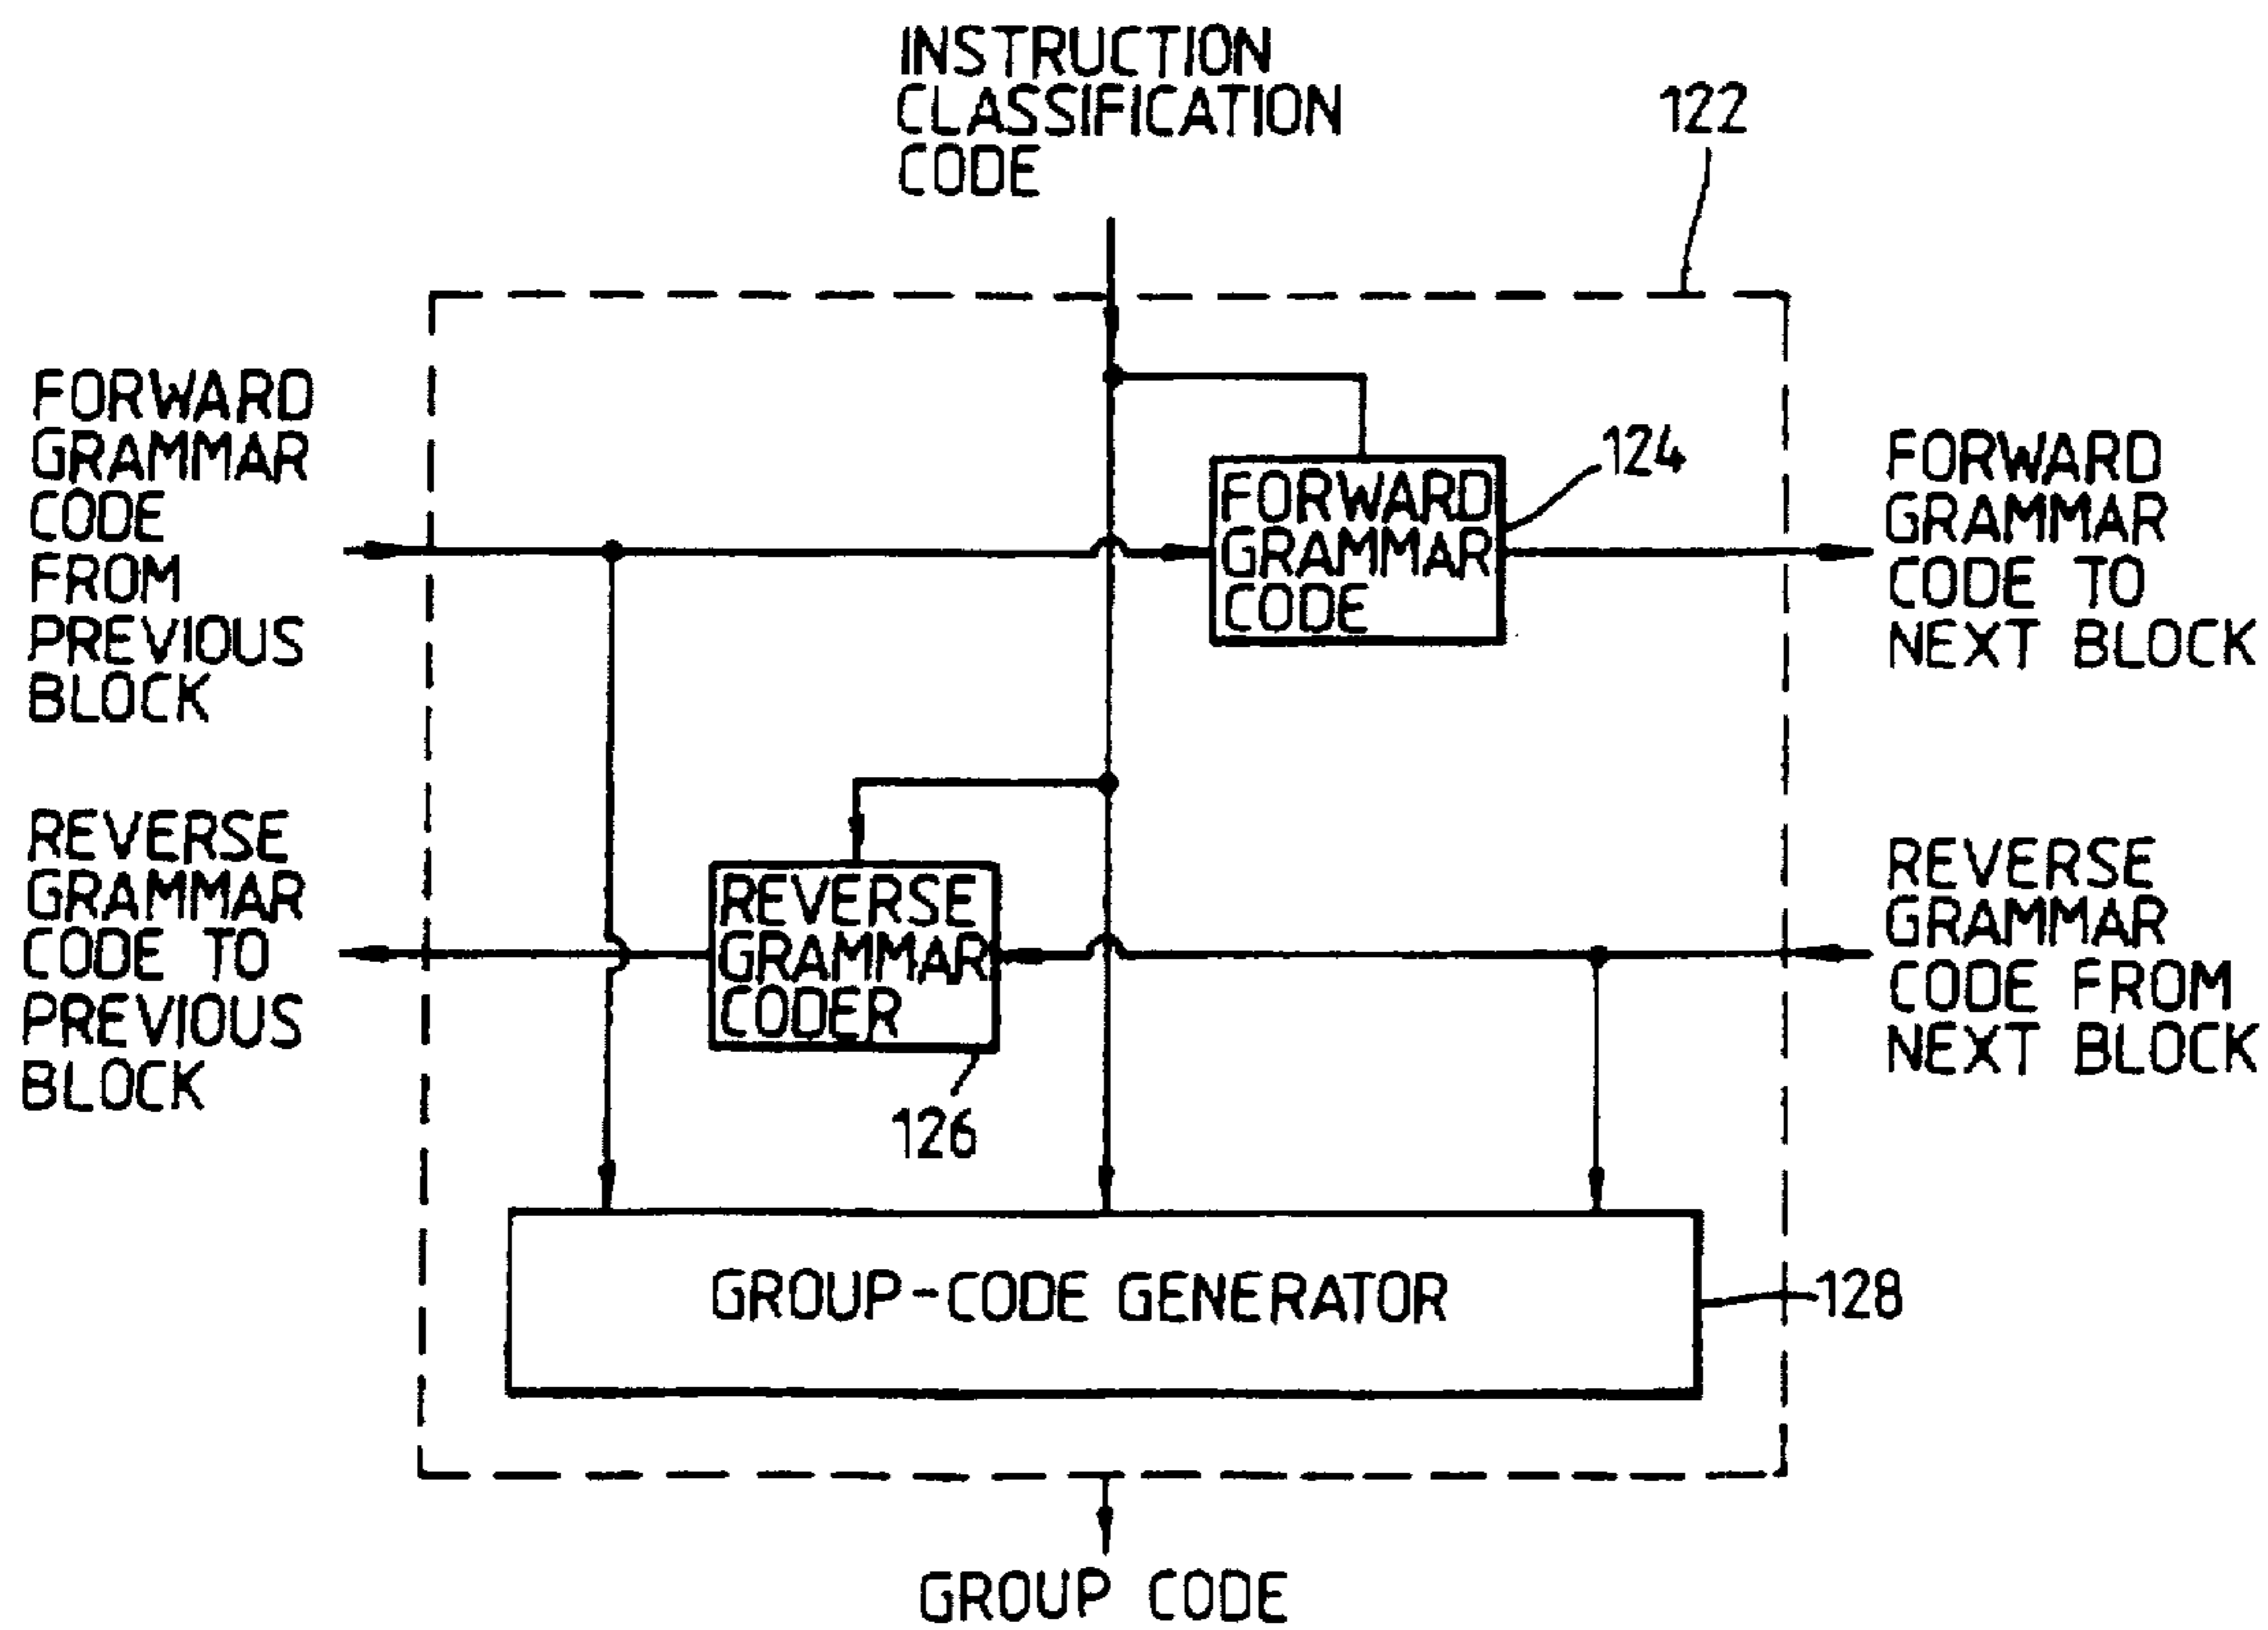 INSTRUCTION
CLASSIFICATION
CODE
122
FORWARD
GRAMMAR
CODE
FROM
PREVIOUS
BLOCK
124
FORWARD
GRAMMAR
CODE
FORWARD
GRAMMAR
CODE TO
NEXT BLOCK
REVERSE
GRAMMAR
CODE TO
PREVIOUS
BLOCK
REVERSE
GRAMMAR
CODER
126
REVERSE
GRAMMAR
CODE FROM
NEXT BLOCK
GROUP-CODE GENERATOR
128
GROUP CODE